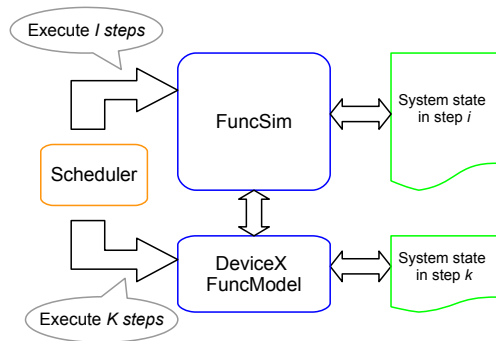 Execute I steps
FuncSim
System state
in step i
Scheduler
DeviceX
FuncModel
System state
in step k
Execute K steps